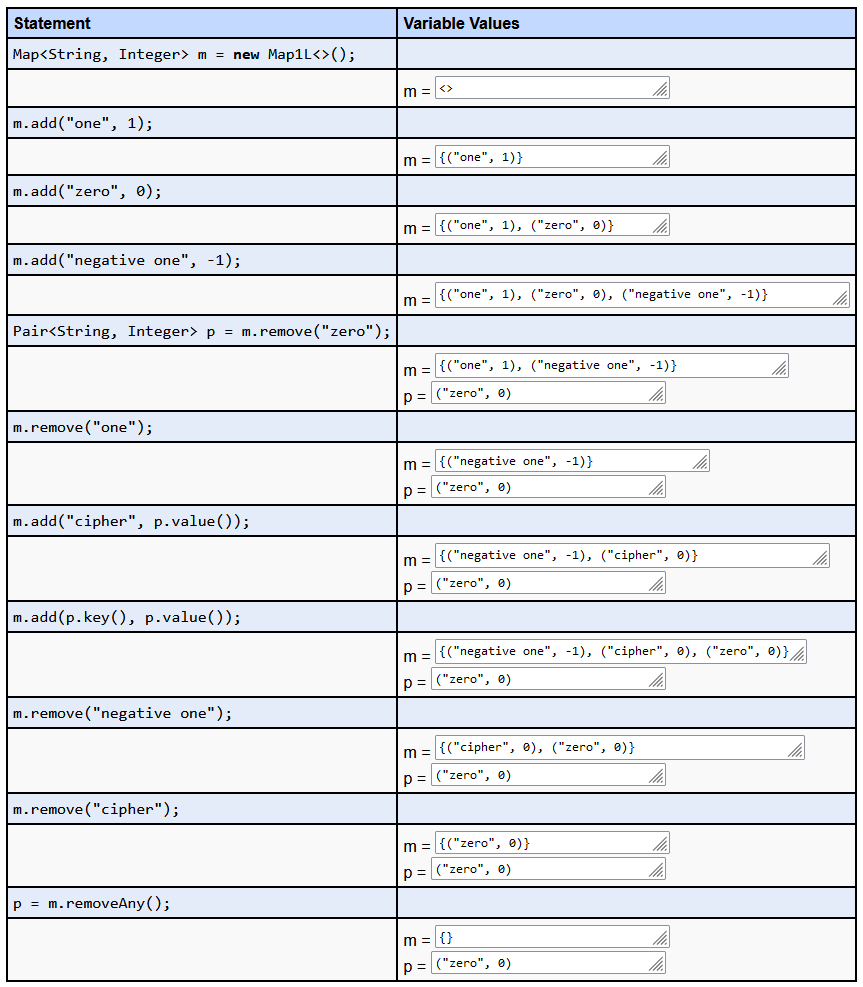 Statement Variable Values
Map<String, Integer> m = new Map1L<>();
m = <>
m.add("one", 1);
m = {("one", 1)}
m.add("zero", 0);
m = {("one", 1), ("zero", 0)}
m.add("negative one", -1);
m = {("one", 1), ("zero", 0), ("negative one", -1)}
Pair<String, Integer> p = m.remove("zero");
m = {("one", 1), ("negative one", -1)}
p = ("zero", 0)
m.remove("one");
m = {("negative one", -1)}
p = ("zero", 0)
m.add("cipher", p.value());
m = {("negative one", -1), ("cipher", 0)}
p = ("zero", 0)
m.add(p.key(), p.value());
m = {("negative one", -1), ("cipher", 0), ("zero", 0)}
p = ("zero", 0)
m.remove("negative one");
m = {("cipher", 0), ("zero", 0)}
p = ("zero", 0)
m.remove("cipher");
m = {("zero", 0)}
p = ("zero", 0)
p = m.removeAny();
m = {}
p = ("zero", 0)